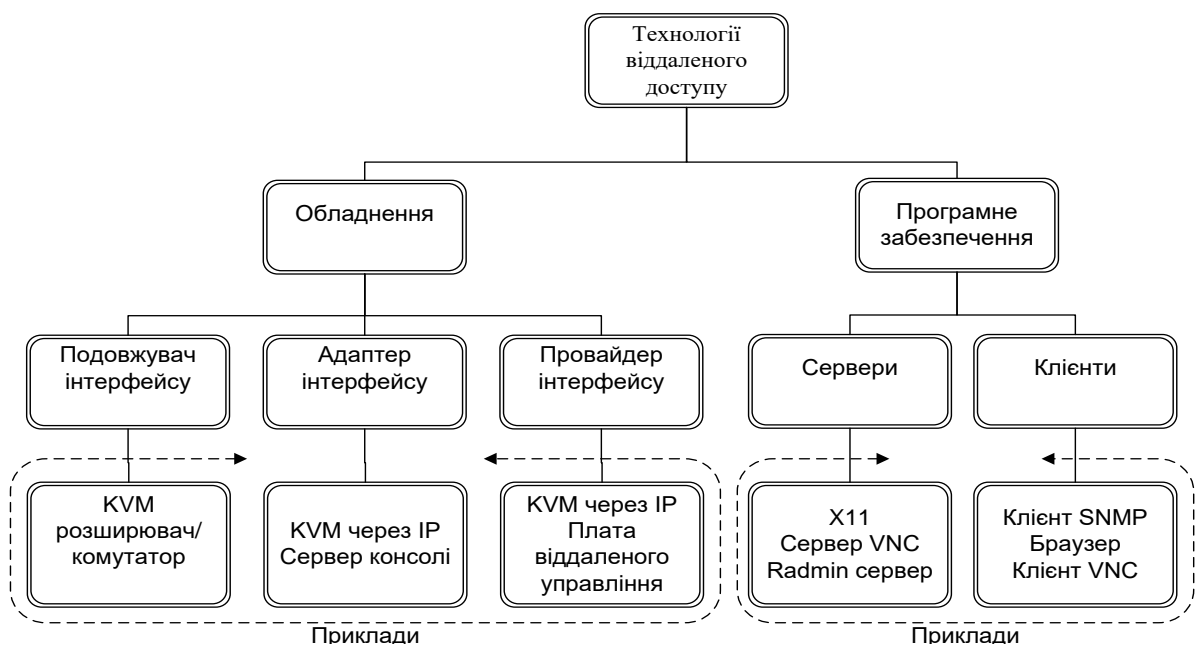 Технології
віддаленого
доступу
Обладнення
Програмне
забезпечення
Подовжувач
інтерфейсу
Адаптер
інтерфейсу
Провайдер
інтерфейсу
Сервери
Клієнти
KVM
розширювач/
комутатор
KVM через IP
Сервер консолі
KVM через IP
Плата
віддаленого
управління
X11
Сервер VNC
Radmin сервер
Клієнт SNMP
Браузер
Клієнт VNC
Приклади
Приклади